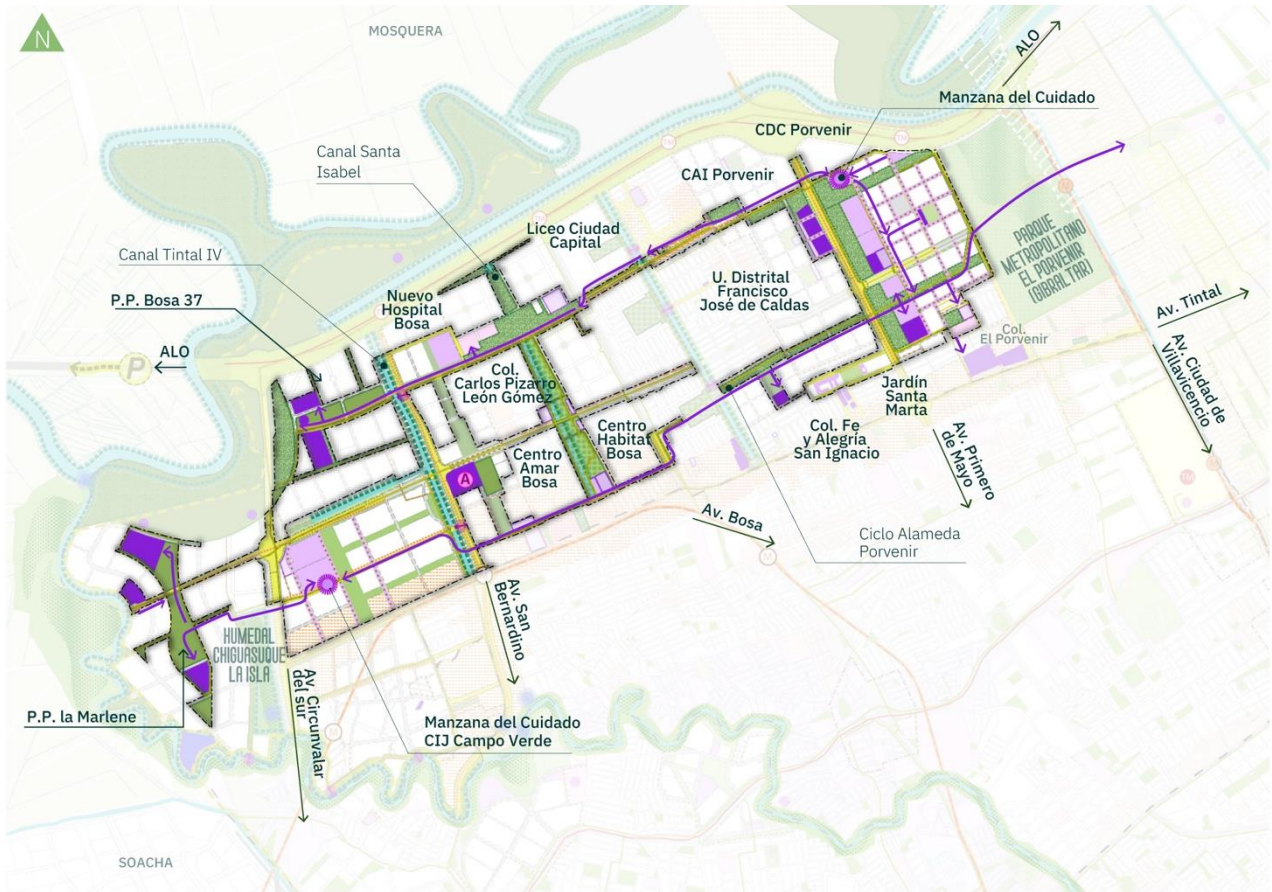 N
MOSQUERA
ALO
Manzana del Cuidado
CDC Porvenir
Canal Santa
Isabel
CAI Porvenir
Liceo Ciudad
Capital
Canal Tintal IV
PARQUE
METROPOLITANO
EL PORVENIR
(GIBRALTAR)
U. Distrital
Francisco
José de Caldas
Nuevo
Hospital
Bosa
P.P. Bosa 37
Av. Tintal
ALO
P
Col.
El Porvenir
Av. Ciudad de
Villavicencio
Col.
Carlos Pizarro
León Gómez
Jardín
Santa
Marta
Centro
Habitat
Bosa
Col. Fe
y Alegría
San Ignacio
Centro
Amar
Bosa
A
Av. Primero
de Mayo
Av. Bosa
Ciclo Alameda
Porvenir
Av. San
Bernardino
HUMEDAL
CHIGUASUQUE
LA ISLA
Av. Circunvalar
del sur
P.P. la Marlene
Manzana del Cuidado
CIJ Campo Verde
SOACHA